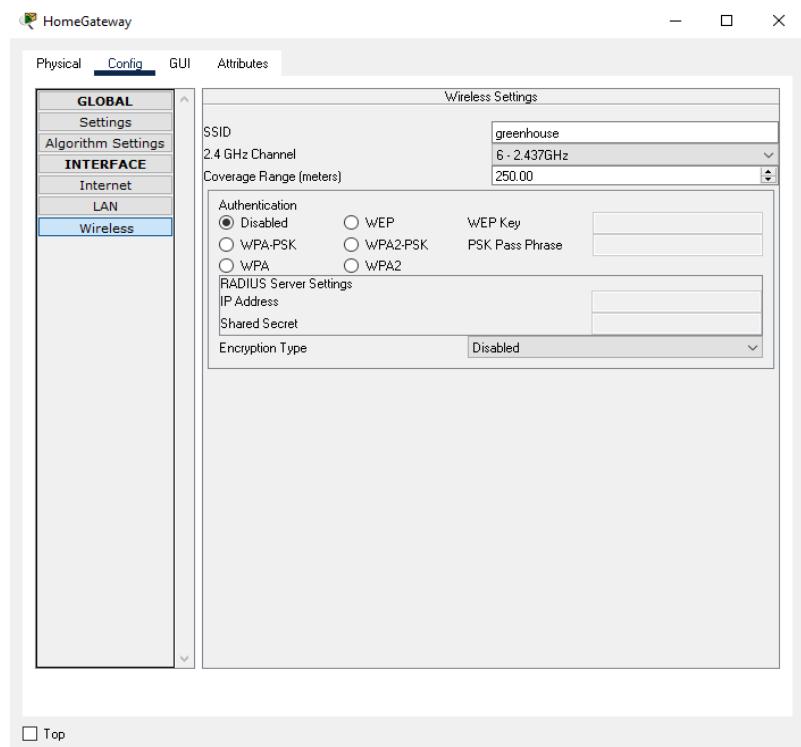 HomeGateway
Physical Config GUI Attributes
GLOBAL
Settings
Algorithm Settings
INTERFACE
Internet
LAN
Wireless
Wireless Settings
SSID greenhouse
2.4 GHz Channel 6 - 2.437GHz
Coverage Range (meters) 250.00
Authentication
Disabled WEP WEP Key
WPA-PSK WPA2-PSK PSK Pass Phrase
WPA WPA2
RADIUS Server Settings
IP Address
Shared Secret
Encryption Type Disabled
Top